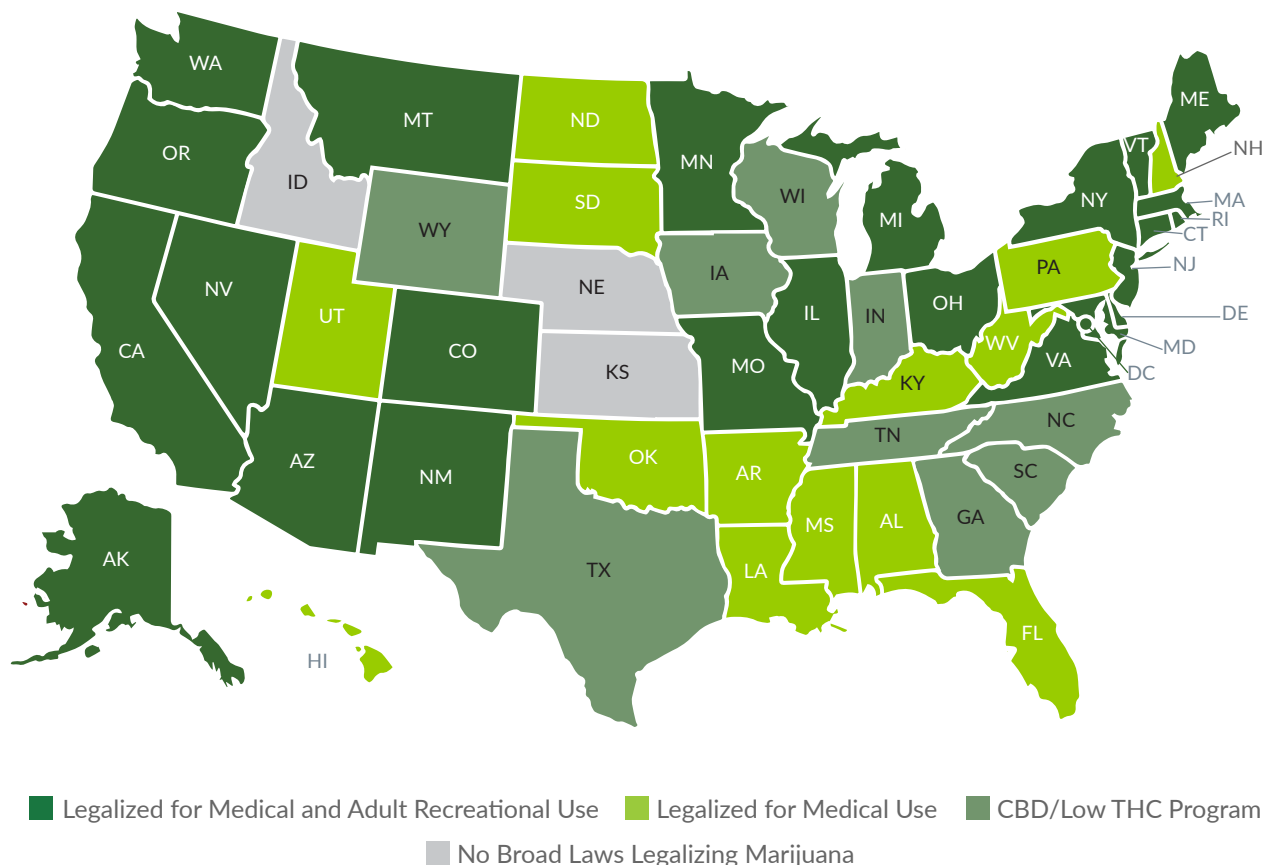 WA
MT
ND
MN
ME
OR
ID
SD
WI
VT
NH
WY
MI
NY
MA
RI
CT
IA
PA
NJ
NV
NE
OH
UT
IL
IN
DE
CA
CO
MO
WV
MD
VA
DC
KS
KY
NC
TN
AZ
OK
AR
SC
NM
GA
MS
AL
AK
TX
LA
FL
HI
Legalized for Medical and Adult Recreational Use
Legalized for Medical Use
CBD/Low THC Program
No Broad Laws Legalizing Marijuana